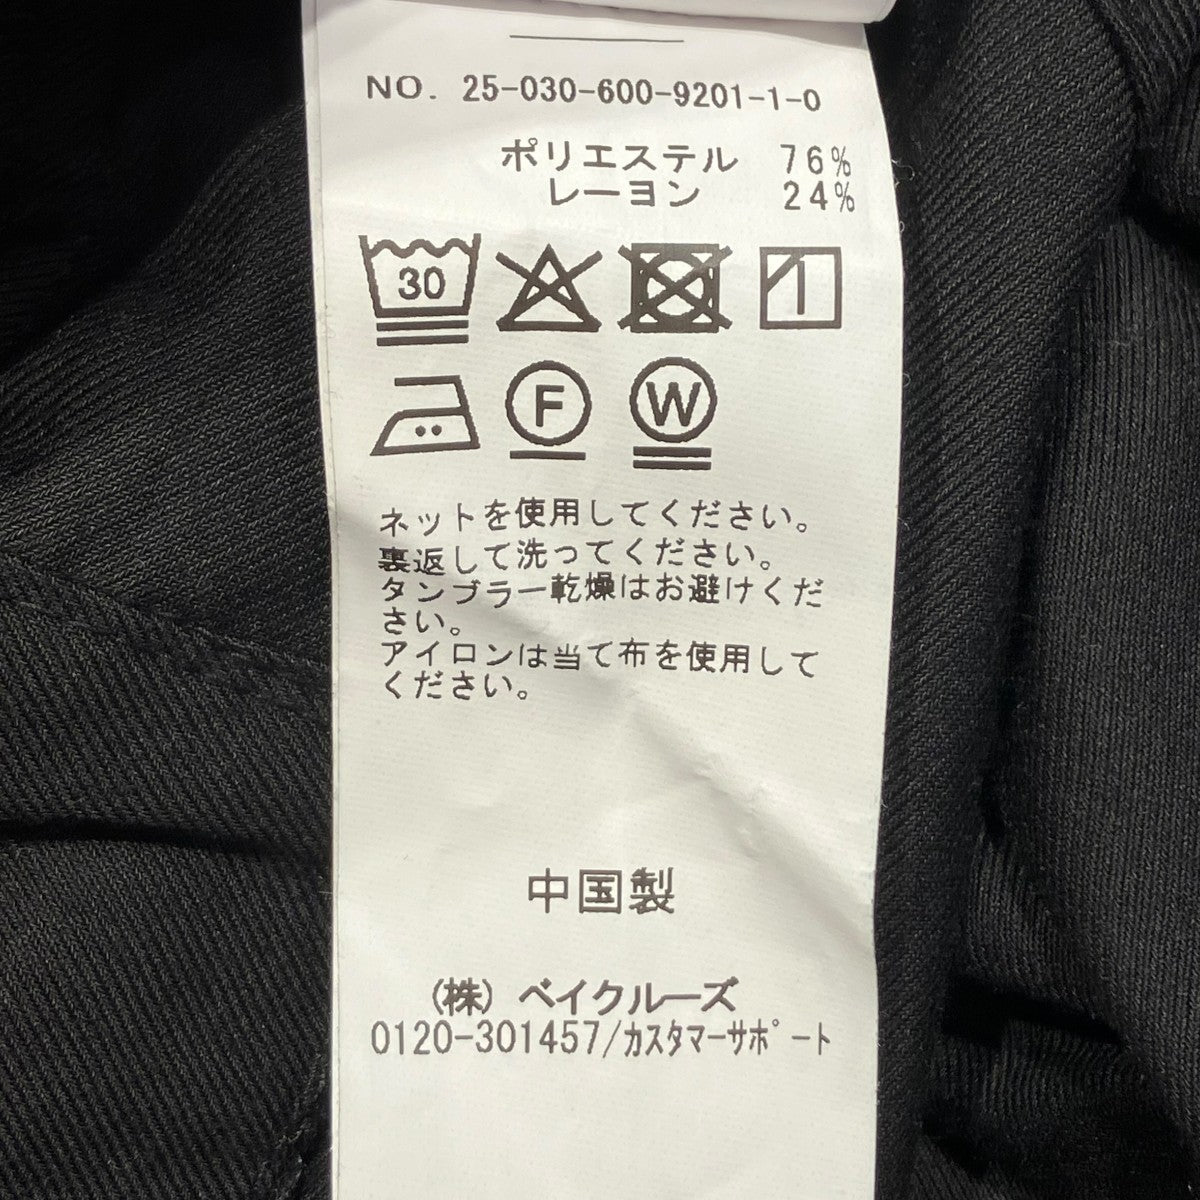 NO. 25-030-600-9201-1-0
ポリエステル 76%
レーヨン 24%
30
F W
ネットを使用してください。
裏返して洗ってください。
タンブラー乾燥はお避けくだ
さい。
アイロンは当て布を使用して
ください。
中国製
(株) ベイクルーズ
0120-301457/カスタマーサポート